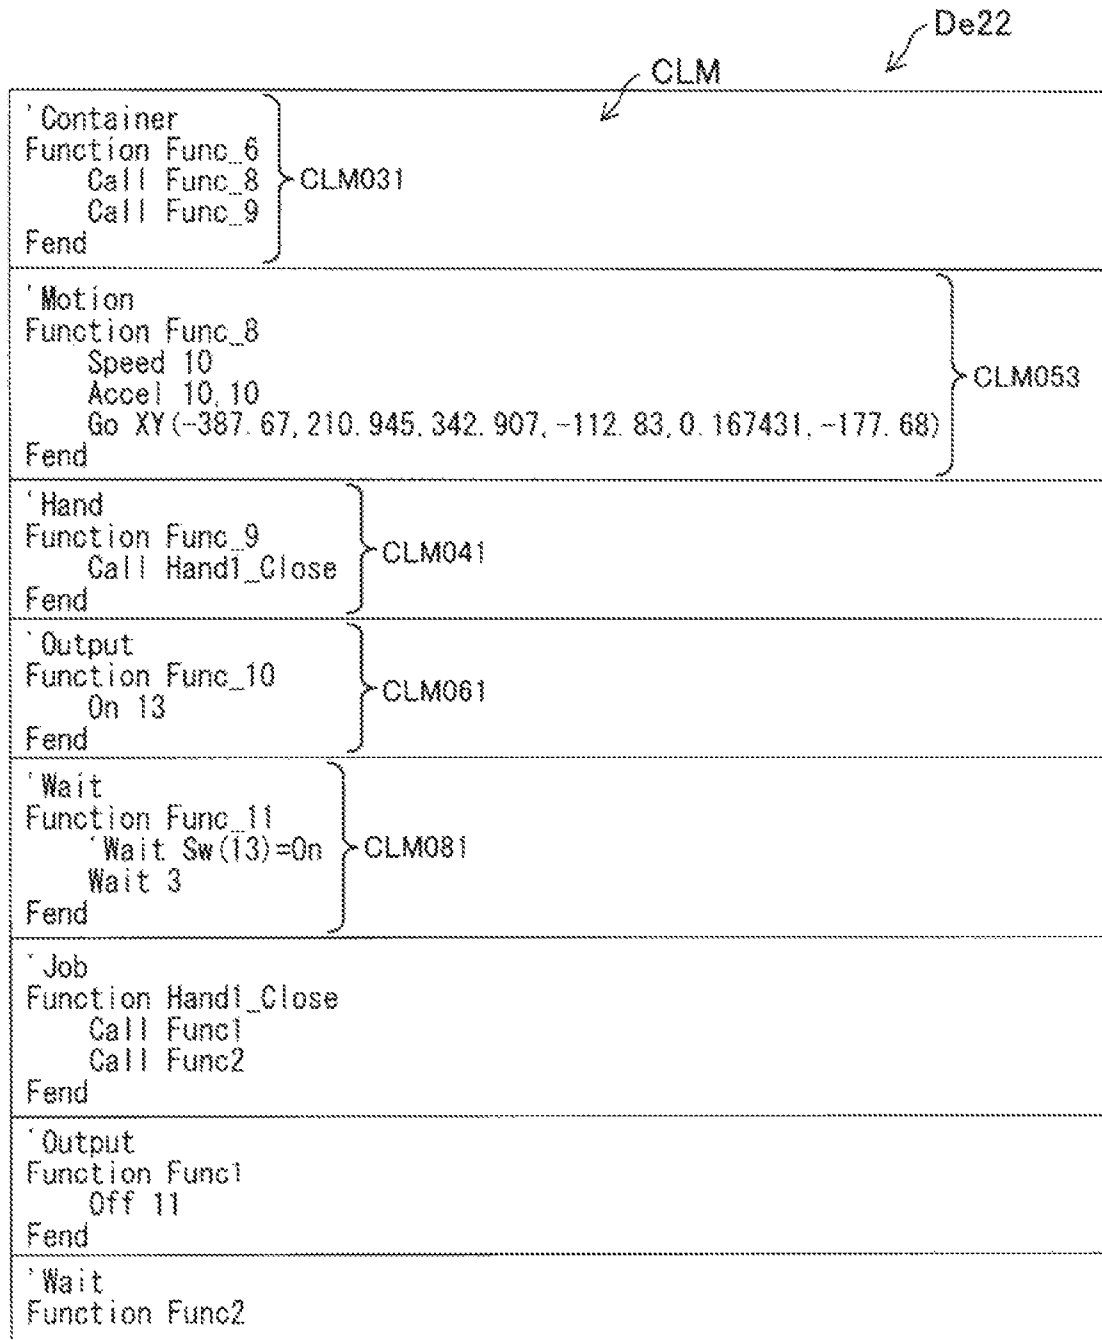 De22
CLM
'Container
Function Func_6
Call Func_8
Call Func_9
Fend
CLM031
'Motion
Function Func_8
Speed 10
Accel 10,10
Go XY(-387.67,210.945,342.907,-112.83,0.167431,-177.68)
Fend
CLM053
'Hand
Function Func_9
Call Hand1_Close
Fend
CLM041
'Output
Function Func_10
On 13
Fend
CLM061
'Wait
Function Func_11
'Wait Sw(13)=On
Wait 3
Fend
CLM081
'Job
Function Hand1_Close
Call Func1
Call Func2
Fend
'Output
Function Func1
Off 11
Fend
'Wait
Function Func2